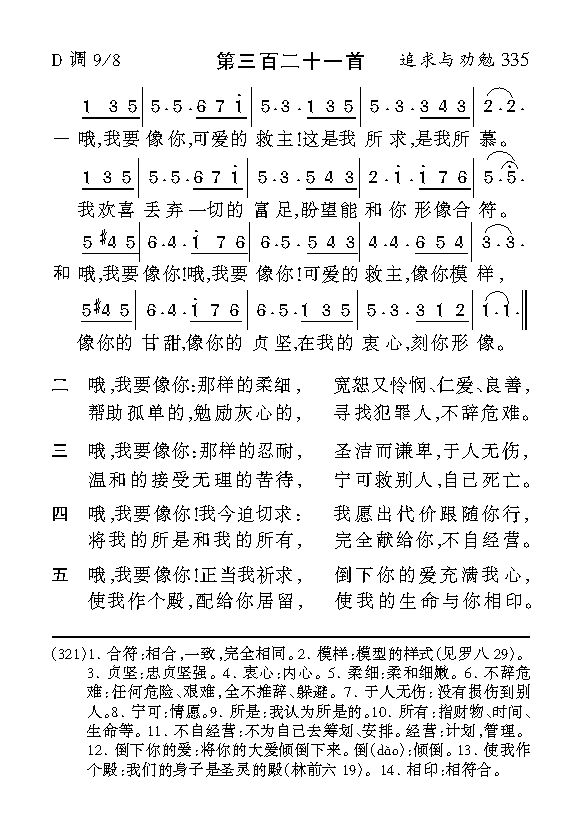 D 调 9/8 第三百二十一首 追求与劝勉 335
1 3 5 | 5 · 5 · 6 7 i | 5 · 3 · 1 3 5 | 5 · 3 · 3 4 3 | 2 · 2 ·
一 哦,我要 像你,可爱的 救主!这是我 所求,是我所 慕。
1 3 5 | 5 · 5 · 6 7 i | 5 · 3 · 5 4 3 | 2 · i · i 7 6 | 5 · 5 ·
我欢喜 丢弃 一切的 富足,盼望能 和你 形像合 符。
5 #4 5 | 6 · 4 · i 7 6 | 6 · 5 · 5 4 3 | 4 · 4 · 6 5 4 | 3 · 3 ·
和 哦,我要 像你!哦,我要 像你!可爱的 救主,像你模 样,
5 #4 5 | 6 · 4 · i 7 6 | 6 · 5 · 1 3 5 | 5 · 3 · 3 1 2 | 1 · 1 ·
像你的 甘甜,像你的 贞坚,在我的 衷心,刻你形 像。
二 哦,我要像你:那样的柔细, 宽恕又怜悯、仁爱、良善,
帮助孤单的,勉励灰心的, 寻找犯罪人,不辞危难。
三 哦,我要像你:那样的忍耐, 圣洁而谦卑,于人无伤,
温和的接受无理的苦待, 宁可救别人,自己死亡。
四 哦,我要像你!我今迫切求: 我愿出代价跟随你行,
将我的所是和我的所有, 完全献给你,不自经营。
五 哦,我要像你!正当我祈求, 倒下你的爱充满我心,
使我作个殿,配给你居留, 使我的生命与你相印。
(321)1. 合符:相合,一致,完全相同。2. 模样:模型的样式(见罗八 29)。
3. 贞坚:忠贞坚强。4. 衷心:内心。5. 柔细:柔和细嫩。6. 不辞危
难:任何危险、艰难,全不推辞、躲避。7. 于人无伤:没有损伤到别
人。8. 宁可:情愿。9. 所是:我认为所是的。10. 所有:指财物、时间、
生命等。11. 不自经营:不为自己去筹划、安排。经营:计划,管理。
12. 倒下你的爱:将你的大爱倾倒下来。倒(dào):倾倒。13. 使我作
个殿:我们的身子是圣灵的殿(林前六 19)。14. 相印:相符合。